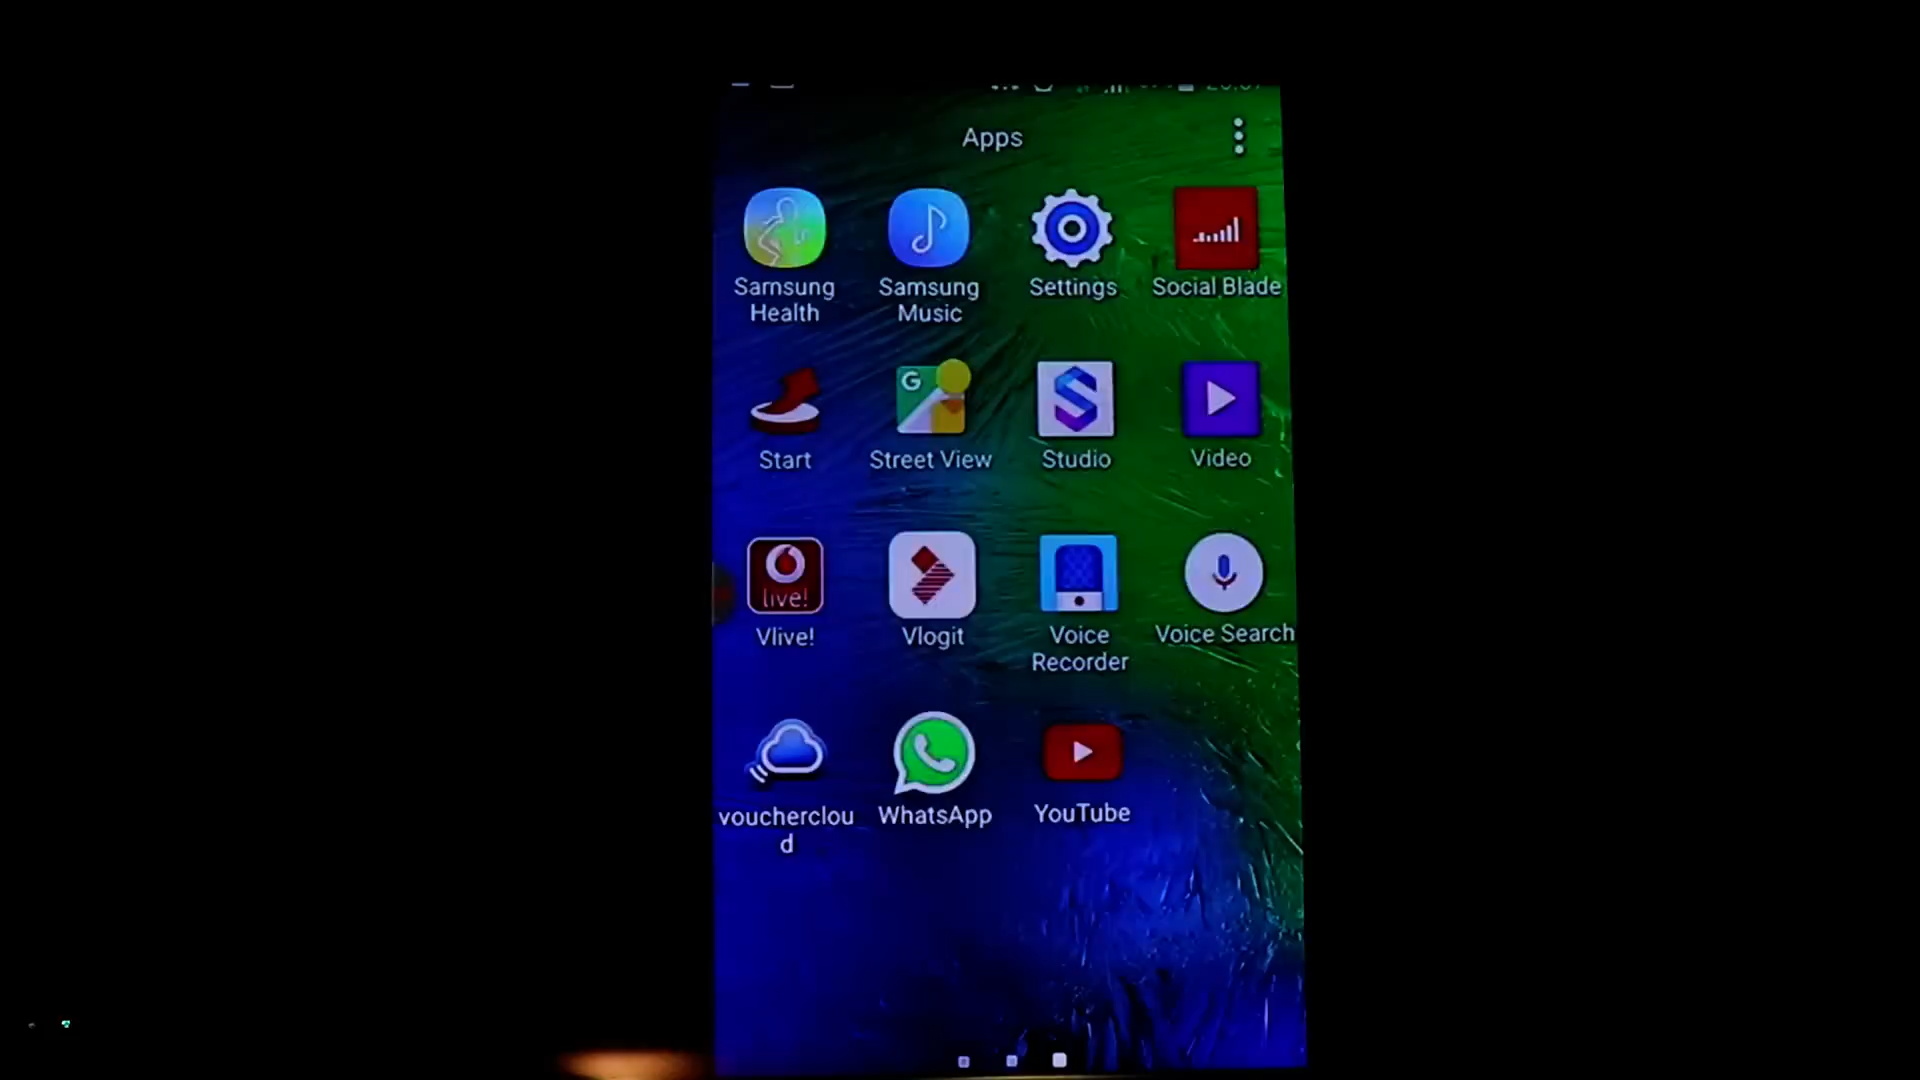 Apps
Samsung
Health
Samsung
Music
Settings
Social Blade
Start
G
Street View
Studio
Video
live!
Vlive!
Vlogit
Voice
Recorder
Voice Search
voucherclou
d
WhatsApp
YouTube